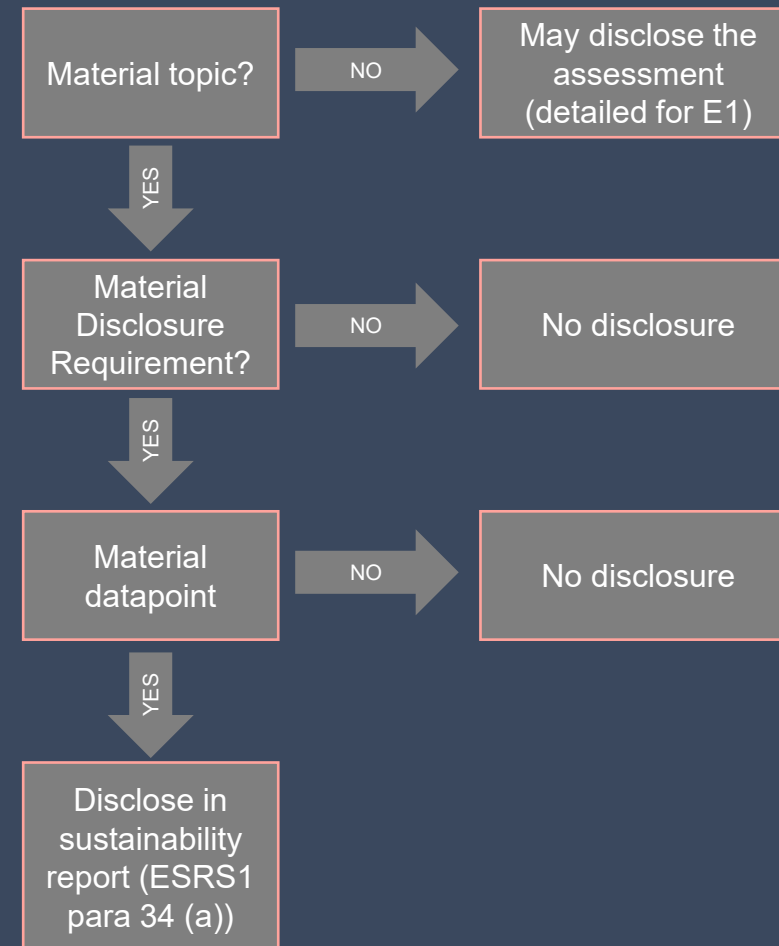 Material topic?
NO
May disclose the
assessment
(detailed for E1)
YES
Material
Disclosure
Requirement?
NO
No disclosure
YES
Material
datapoint
NO
No disclosure
YES
Disclose in
sustainability
report (ESRS1
para 34 (a))